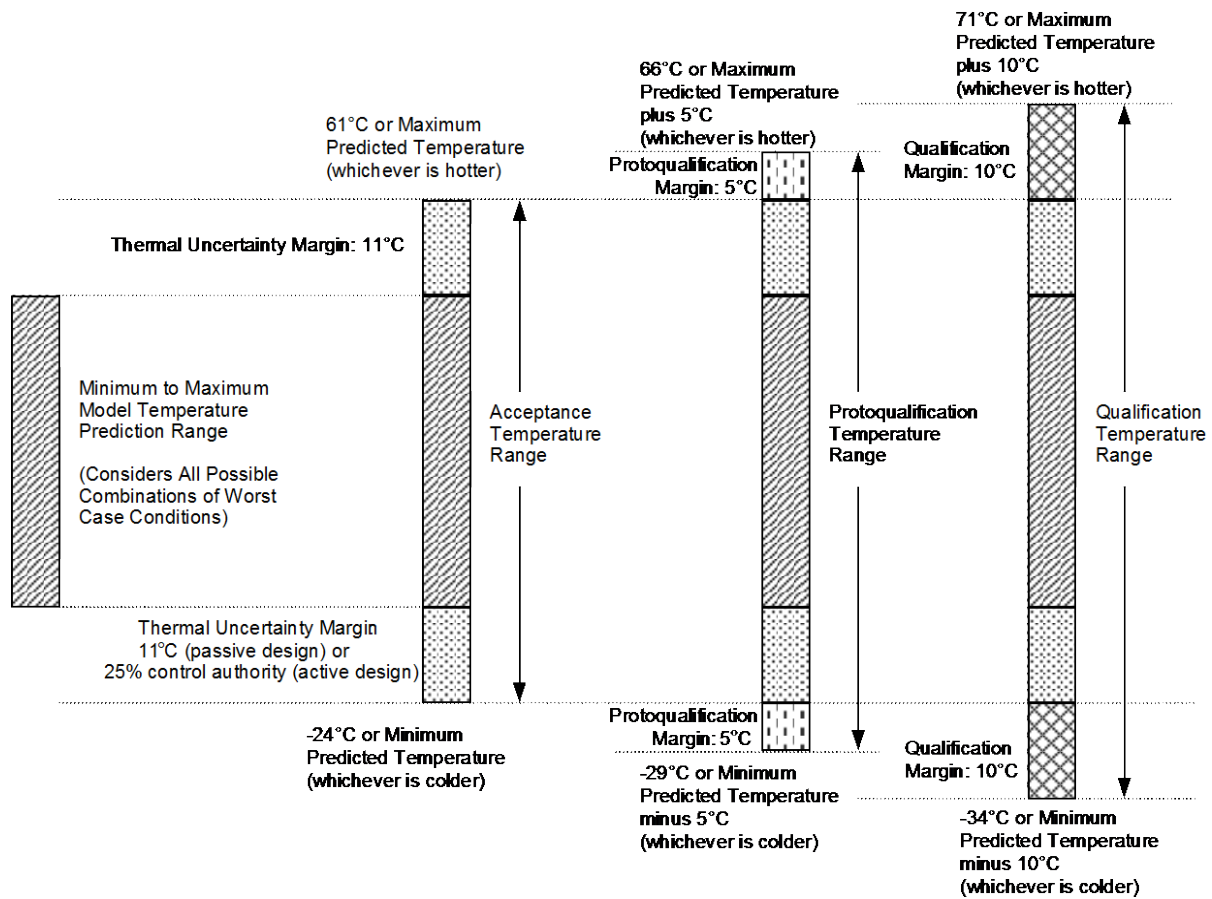 71°C or Maximum
Predicted Temperature
plus 10°C
(whichever is hotter)
66°C or Maximum
Predicted Temperature
plus 5°C
(whichever is hotter)
61°C or Maximum
Predicted Temperature
(whichever is hotter)
Protoqualification
Margin: 5°C
Qualification
Margin: 10°C
Thermal Uncertainty Margin: 11°C
Minimum to Maximum
Model Temperature
Prediction Range
(Considers All Possible
Combinations of Worst
Case Conditions)
Acceptance
Temperature
Range
Protoqualification
Temperature
Range
Qualification
Temperature
Range
Thermal Uncertainty Margin
11°C (passive design) or
25% control authority (active design)
-24°C or Minimum
Predicted Temperature
(whichever is colder)
Protoqualification
Margin: 5°C
-29°C or Minimum
Predicted Temperature
minus 5°C
(whichever is colder)
Qualification
Margin: 10°C
-34°C or Minimum
Predicted Temperature
minus 10°C
(whichever is colder)